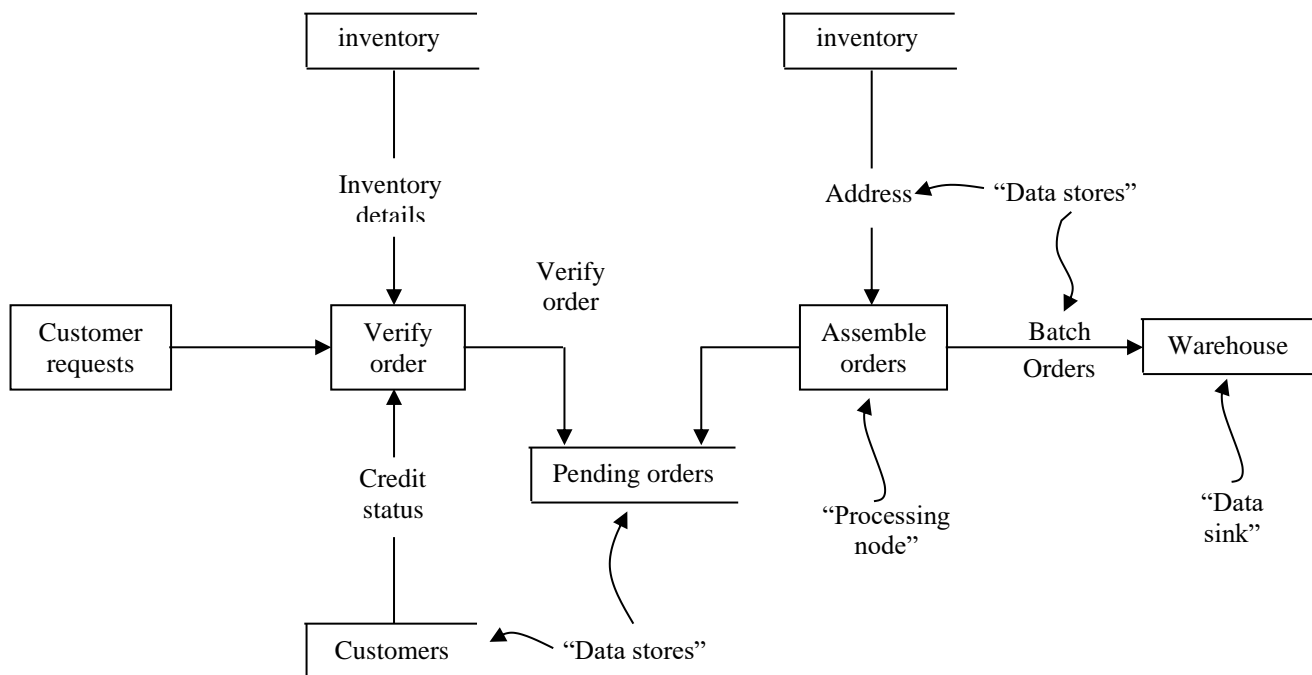 inventory
inventory
Inventory
details
Address
“Data stores”
Verify
order
Customer
requests
Verify
order
Assemble
orders
Batch
Orders
Warehouse
Credit
status
Pending orders
“Processing
node”
“Data
sink”
Customers
“Data stores”